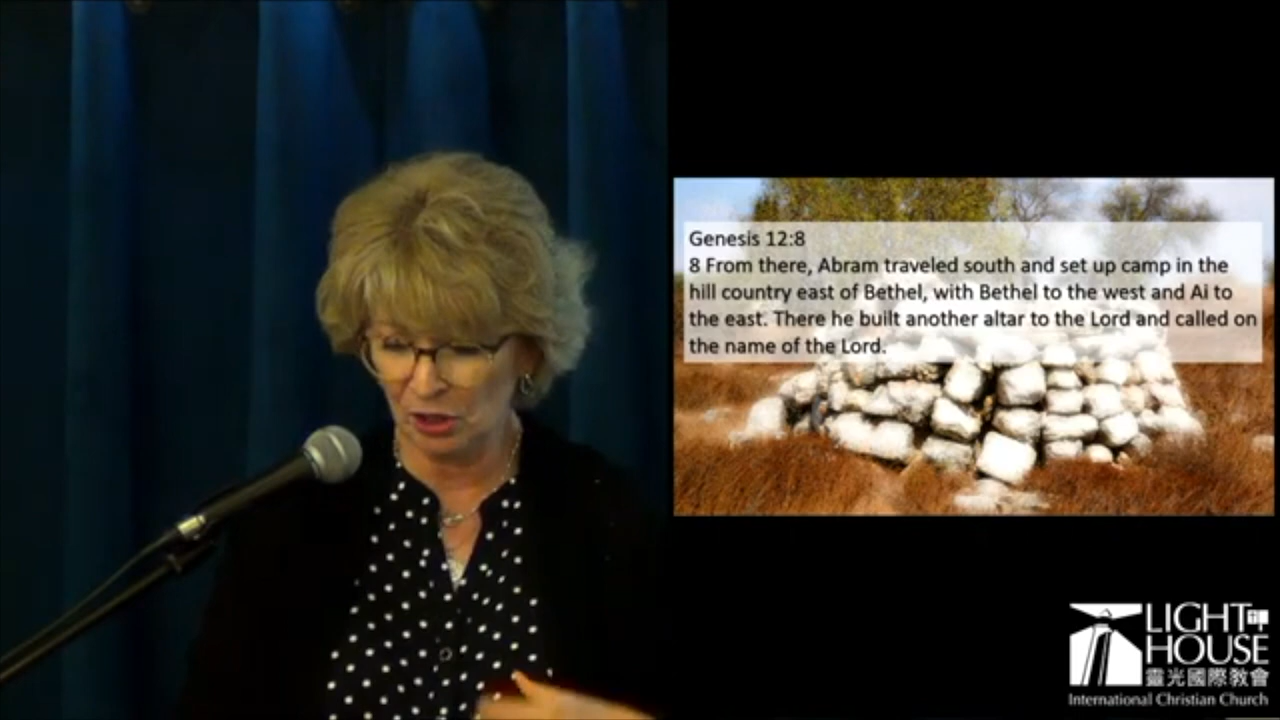 Genesis 12:8
8 From there, Abram traveled south and set up camp in the
hill country east of Bethel, with Bethel to the west and Ai to
the east. There he built another altar to the Lord and called on
the name of the Lord.
LIGHT
HOUSE
靈光國際教會
International Christian Church